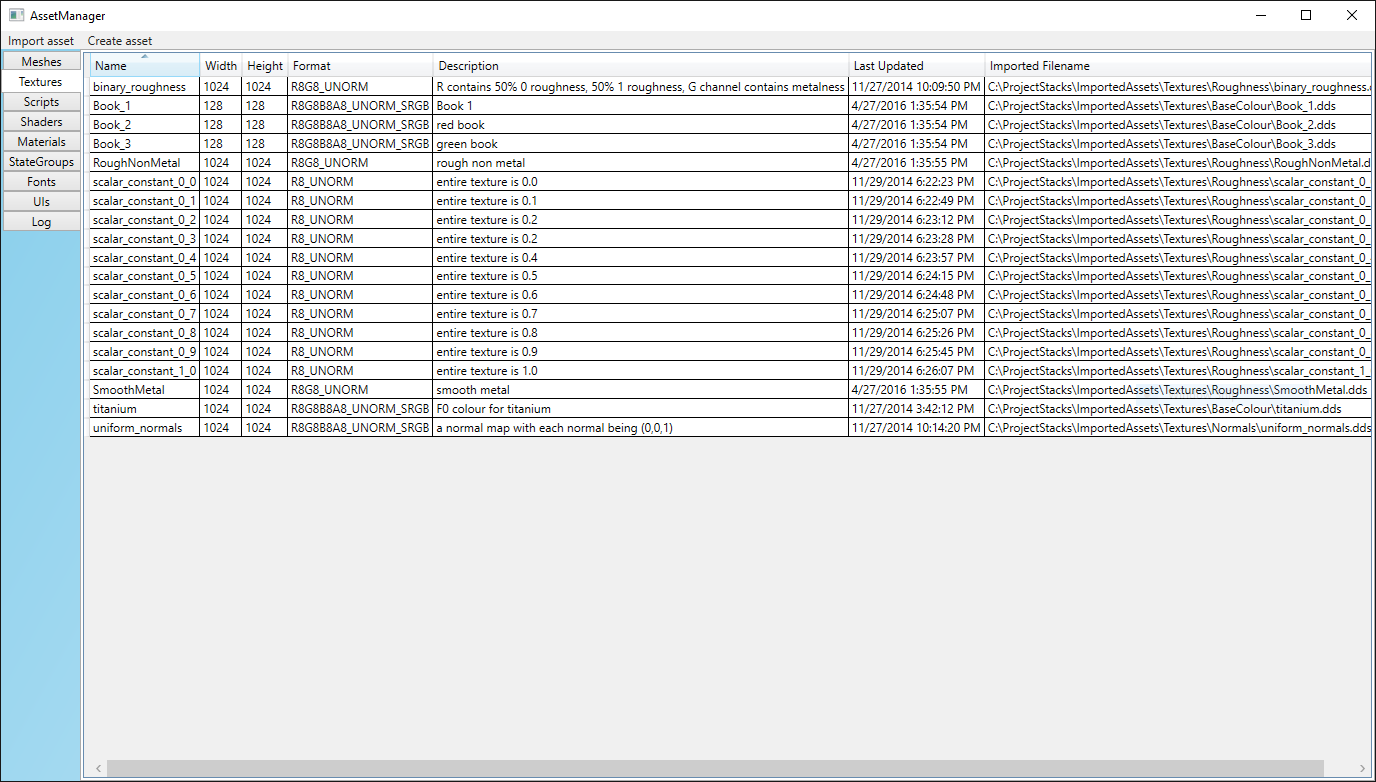 AssetManager
Import asset Create asset
Meshes
Textures
Scripts
Shaders
Materials
StateGroups
Fonts
UIs
Log
Name Width Height Format Description Last Updated Imported Filename
binary_roughness 1024 1024 R8G8_UNORM R contains 50% 0 roughness, 50% 1 roughness, G channel contains metalness 11/27/2014 10:09:50 PM C:\ProjectStacks\ImportedAssets\Textures\Roughness\binary_roughness.
Book_1 128 128 R8G8B8A8_UNORM_SRGB Book 1 4/27/2016 1:35:54 PM C:\ProjectStacks\ImportedAssets\Textures\BaseColour\Book_1.dds
Book_2 128 128 R8G8B8A8_UNORM_SRGB red book 4/27/2016 1:35:54 PM C:\ProjectStacks\ImportedAssets\Textures\BaseColour\Book_2.dds
Book_3 128 128 R8G8B8A8_UNORM_SRGB green book 4/27/2016 1:35:54 PM C:\ProjectStacks\ImportedAssets\Textures\BaseColour\Book_3.dds
RoughNonMetal 1024 1024 R8G8_UNORM rough non metal 4/27/2016 1:35:55 PM C:\ProjectStacks\ImportedAssets\Textures\Roughness\RoughNonMetal.d
scalar_constant_0_0 1024 1024 R8_UNORM entire texture is 0.0 11/29/2014 6:22:23 PM C:\ProjectStacks\ImportedAssets\Textures\Roughness\scalar_constant_0_
scalar_constant_0_1 1024 1024 R8_UNORM entire texture is 0.1 11/29/2014 6:22:49 PM C:\ProjectStacks\ImportedAssets\Textures\Roughness\scalar_constant_0_
scalar_constant_0_2 1024 1024 R8_UNORM entire texture is 0.2 11/29/2014 6:23:12 PM C:\ProjectStacks\ImportedAssets\Textures\Roughness\scalar_constant_0_
scalar_constant_0_3 1024 1024 R8_UNORM entire texture is 0.2 11/29/2014 6:23:28 PM C:\ProjectStacks\ImportedAssets\Textures\Roughness\scalar_constant_0_
scalar_constant_0_4 1024 1024 R8_UNORM entire texture is 0.4 11/29/2014 6:23:57 PM C:\ProjectStacks\ImportedAssets\Textures\Roughness\scalar_constant_0_
scalar_constant_0_5 1024 1024 R8_UNORM entire texture is 0.5 11/29/2014 6:24:15 PM C:\ProjectStacks\ImportedAssets\Textures\Roughness\scalar_constant_0_
scalar_constant_0_6 1024 1024 R8_UNORM entire texture is 0.6 11/29/2014 6:24:48 PM C:\ProjectStacks\ImportedAssets\Textures\Roughness\scalar_constant_0_
scalar_constant_0_7 1024 1024 R8_UNORM entire texture is 0.7 11/29/2014 6:25:07 PM C:\ProjectStacks\ImportedAssets\Textures\Roughness\scalar_constant_0_
scalar_constant_0_8 1024 1024 R8_UNORM entire texture is 0.8 11/29/2014 6:25:26 PM C:\ProjectStacks\ImportedAssets\Textures\Roughness\scalar_constant_0_
scalar_constant_0_9 1024 1024 R8_UNORM entire texture is 0.9 11/29/2014 6:25:45 PM C:\ProjectStacks\ImportedAssets\Textures\Roughness\scalar_constant_0_
scalar_constant_1_0 1024 1024 R8_UNORM entire texture is 1.0 11/29/2014 6:26:07 PM C:\ProjectStacks\ImportedAssets\Textures\Roughness\scalar_constant_1_
SmoothMetal 1024 1024 R8G8_UNORM smooth metal 4/27/2016 1:35:55 PM C:\ProjectStacks\ImportedAssets\Textures\Roughness\SmoothMetal.dds
titanium 1024 1024 R8G8B8A8_UNORM_SRGB F0 colour for titanium 11/27/2014 3:42:12 PM C:\ProjectStacks\ImportedAssets\Textures\BaseColour\titanium.dds
uniform_normals 1024 1024 R8G8B8A8_UNORM_SRGB a normal map with each normal being (0,0,1) 11/27/2014 10:14:20 PM C:\ProjectStacks\ImportedAssets\Textures\Normals\uniform_normals.dds